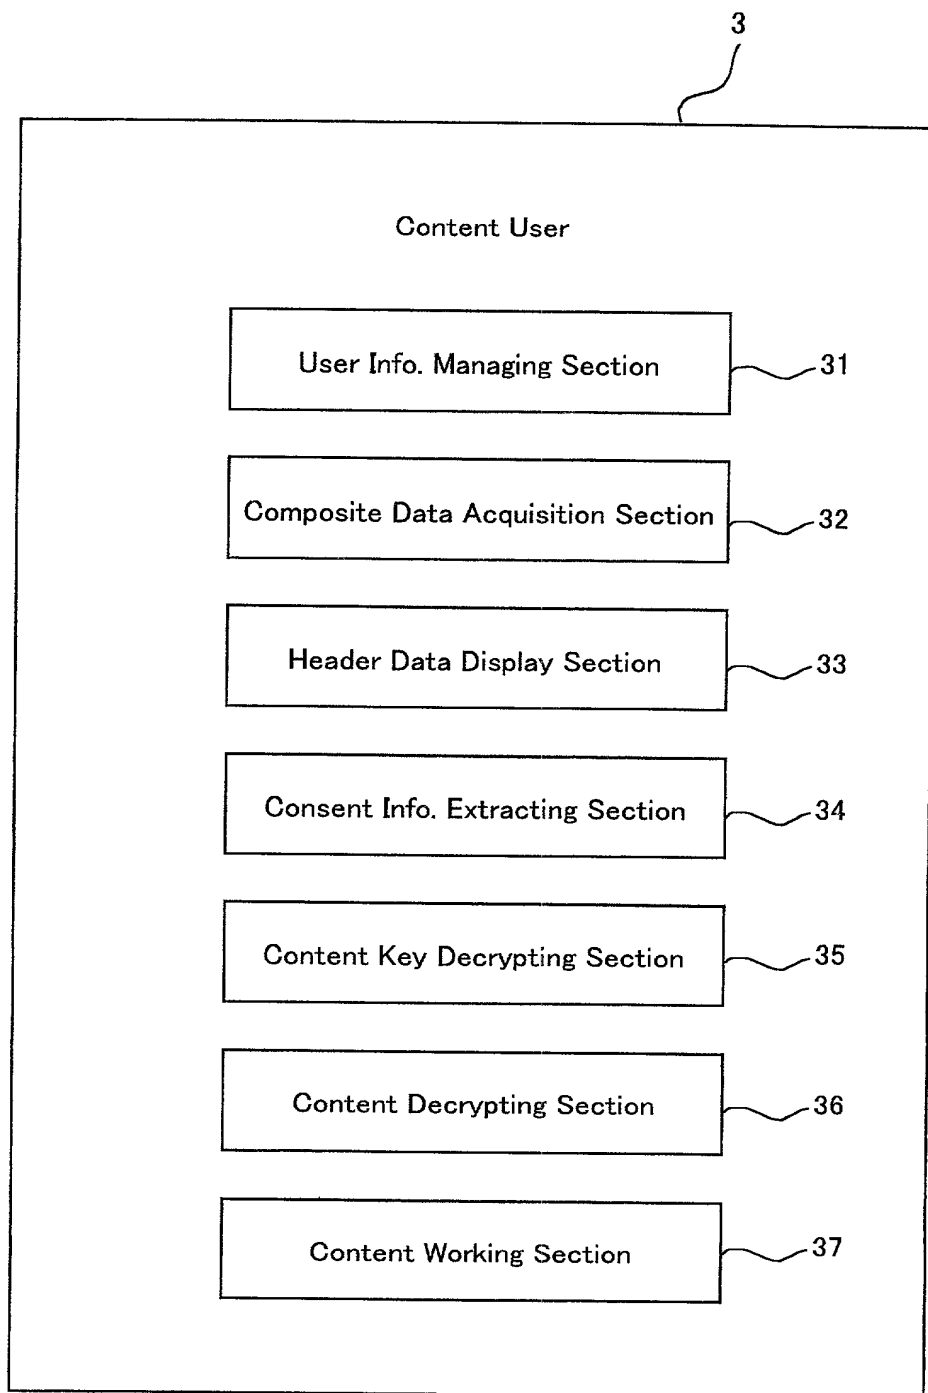 3
Content User
User Info. Managing Section 31
Composite Data Acquisition Section 32
Header Data Display Section 33
Consent Info. Extracting Section 34
Content Key Decrypting Section 35
Content Decrypting Section 36
Content Working Section 37